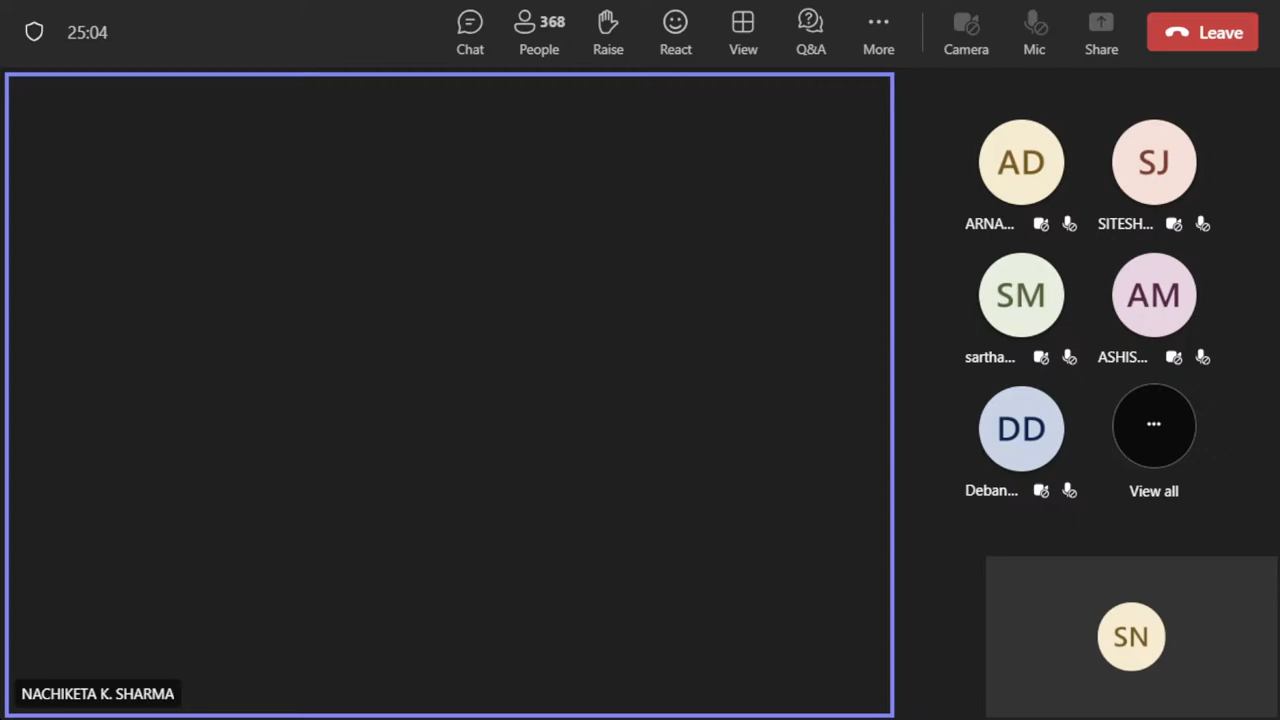 25:04
Chat
368
People
Raise
React
View
Q&A
More
Camera
Mic
Share
Leave
AD
SJ
ARNA...
SITESH...
SM
AM
sartha...
ASHIS...
DD
...
Deban...
View all
SN
NACHIKETA K. SHARMA